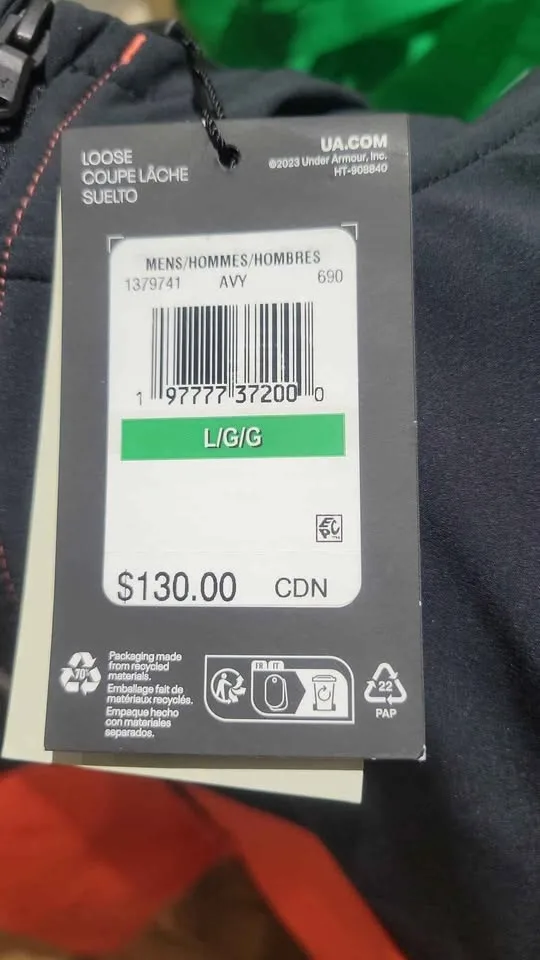 LOOSE
COUPE LÂCHE
SUELTO
UA.COM
©2023 Under Armour, Inc.
HT-908840
MENS/HOMMES/HOMBRES
1379741 AVY 690
1 97777 37200 0
L/G/G
EPC
$130.00 CDN
70%
Packaging made
from recycled
materials.
Emballage fait de
matériaux recyclés.
Empaque hecho
con materiales
separados.
FR IT
22
PAP